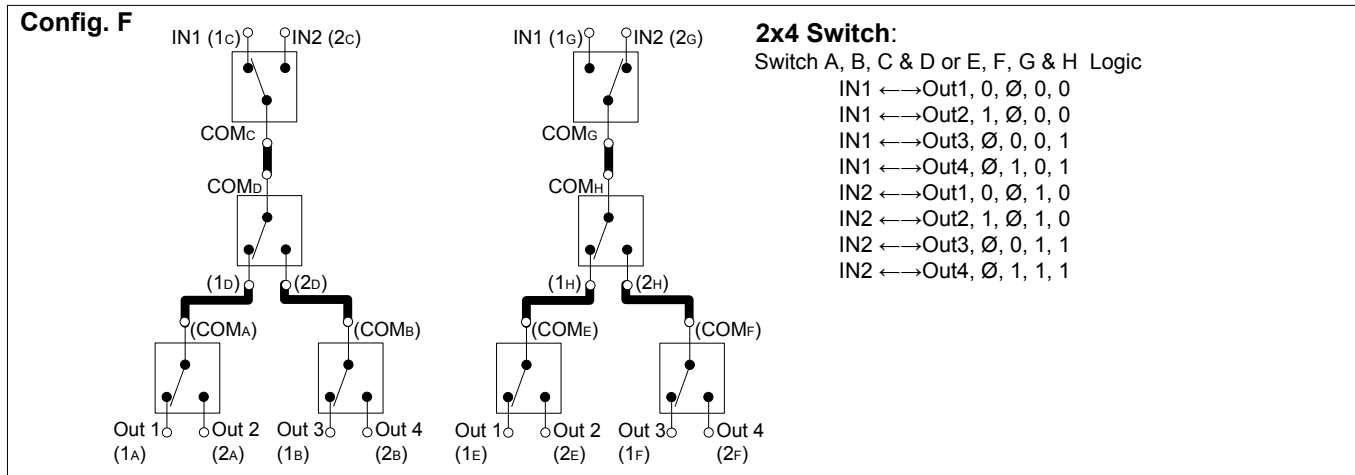 Config. F
IN1 (1C) IN2 (2C)
IN1 (1G) IN2 (2G)
COMC
COMG
COMD
COMH
(1D) (2D)
(1H) (2H)
(COMA) (COMB)
(COME) (COMF)
Out 1 Out 2 Out 3 Out 4
(1A) (2A) (1B) (2B)
Out 1 Out 2 Out 3 Out 4
(1E) (2E) (1F) (2F)
2x4 Switch:
Switch A, B, C & D or E, F, G & H Logic
IN1 ←→Out1, 0, Ø, 0, 0
IN1 ←→Out2, 1, Ø, 0, 0
IN1 ←→Out3, Ø, 0, 0, 1
IN1 ←→Out4, Ø, 1, 0, 1
IN2 ←→Out1, 0, Ø, 1, 0
IN2 ←→Out2, 1, Ø, 1, 0
IN2 ←→Out3, Ø, 0, 1, 1
IN2 ←→Out4, Ø, 1, 1, 1